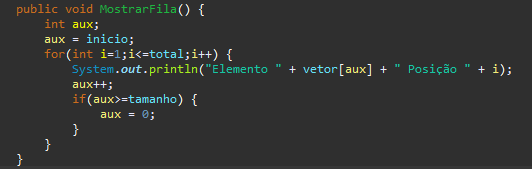 public void MostrarFila() {
int aux;
aux = inicio;
for(int i=1;i<=total;i++) {
System.out.println("Elemento " + vetor[aux] + " Posição " + i);
aux++;
if(aux>=tamanho) {
aux = 0;
}
}
}